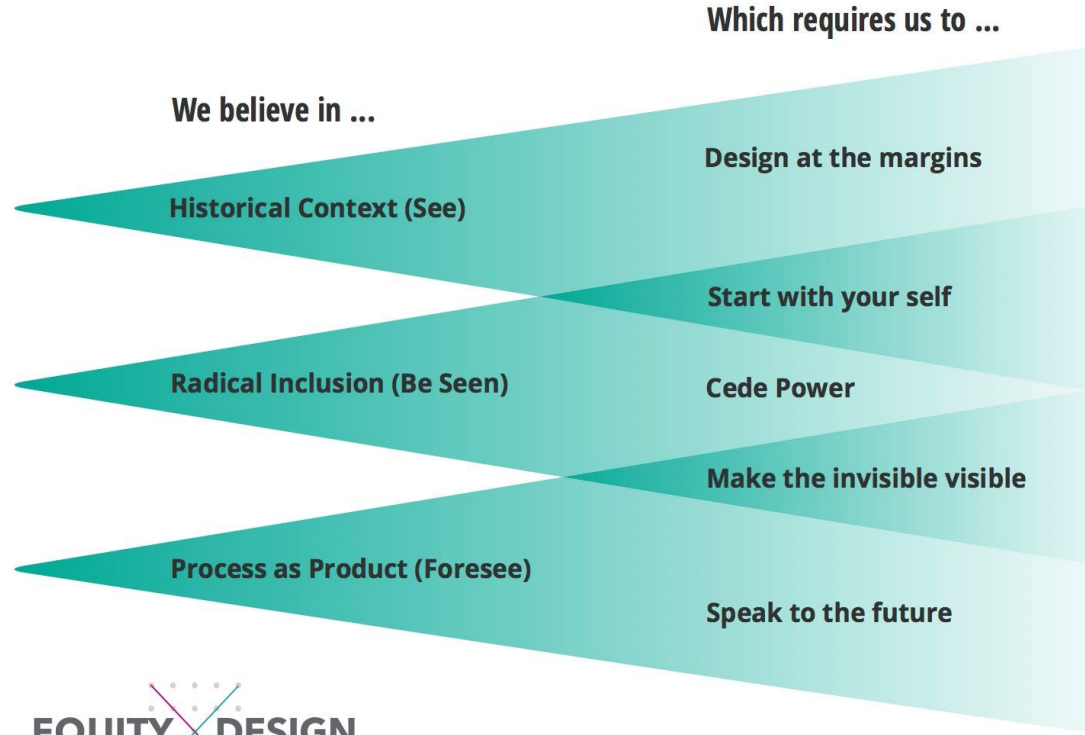 Which requires us to ...
We believe in ...
Design at the margins
Historical Context (See)
Start with your self
Radical Inclusion (Be Seen)
Cede Power
Make the invisible visible
Process as Product (Foresee)
Speak to the future
EQUITY DESIGN